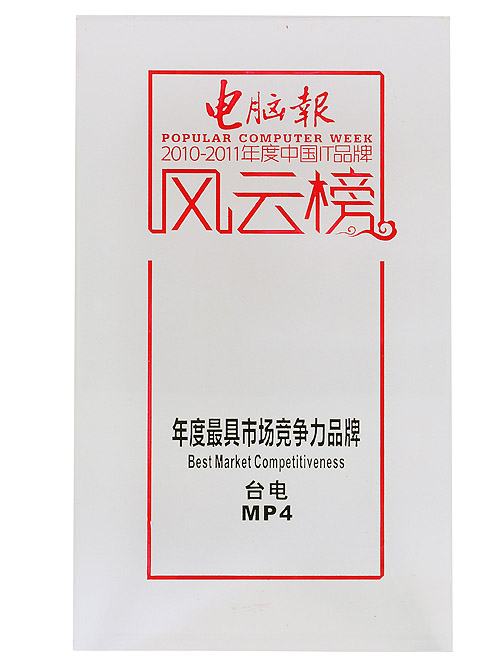 电脑報
POPULAR COMPUTER WEEK
2010-2011年度中国IT品牌
风云榜
年度最具市场竞争力品牌
Best Market Competitiveness
台电
MP4